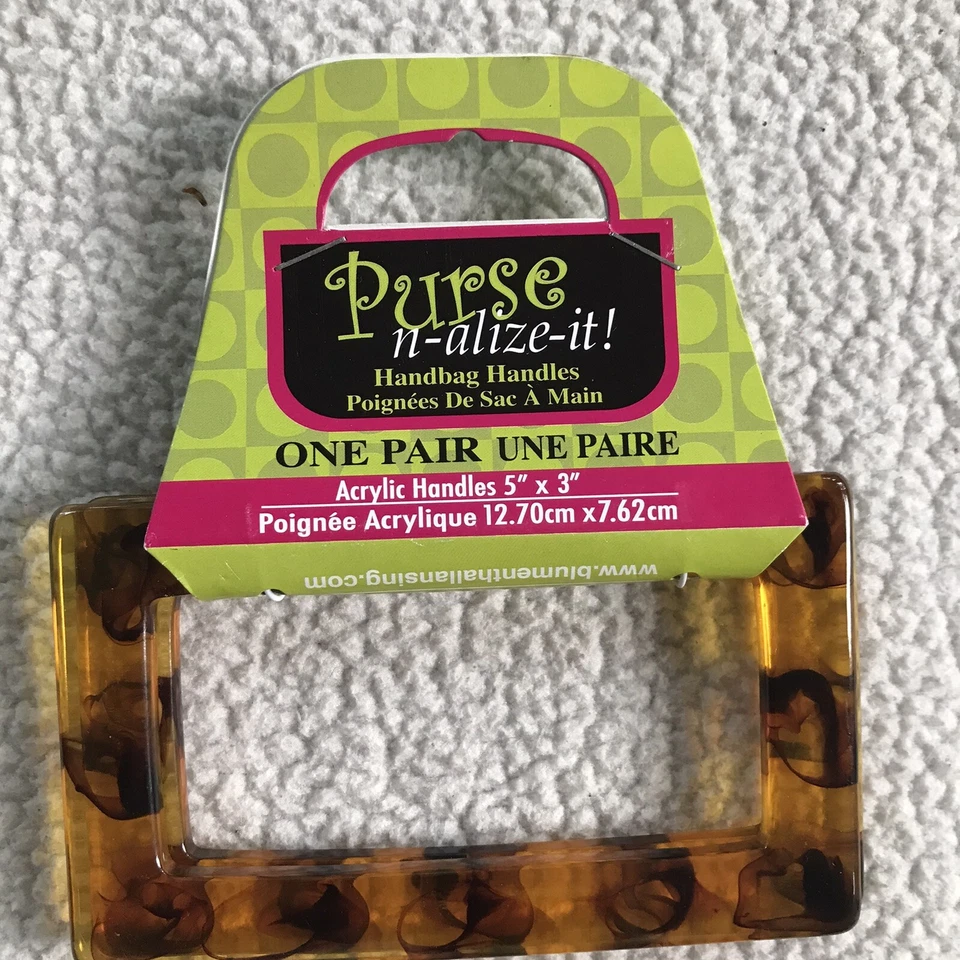 Purse
n-alize-it!
Handbag Handles
Poignées De Sac À Main
ONE PAIR UNE PAIRE
Acrylic Handles 5” x 3”
Poignée Acrylique 12.70cm x7.62cm
www.blumenthallansing.com